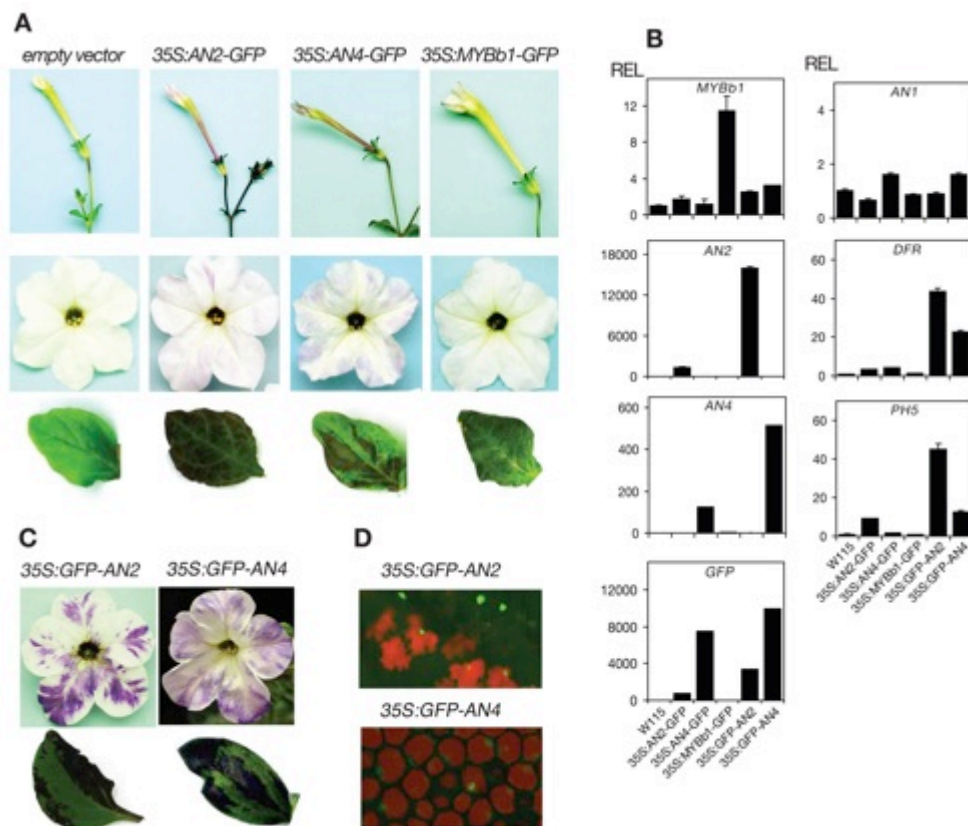 A
empty vector 35S:AN2-GFP 35S:AN4-GFP 35S:MYBb1-GFP
B
REL
MYBb1
12
8
4
0
AN2
18000
12000
6000
0
AN4
600
400
200
0
GFP
12000
8000
4000
0
W115
35S:AN2-GFP
35S:AN4-GFP
35S:MYBb1-GFP
35S:GFP-AN2
35S:GFP-AN4
REL
AN1
4
2
0
DFR
60
40
20
0
PH5
60
40
20
0
W115
35S:AN2-GFP
35S:AN4-GFP
35S:MYBb1-GFP
35S:GFP-AN2
35S:GFP-AN4
C
35S:GFP-AN2 35S:GFP-AN4
D
35S:GFP-AN2
35S:GFP-AN4